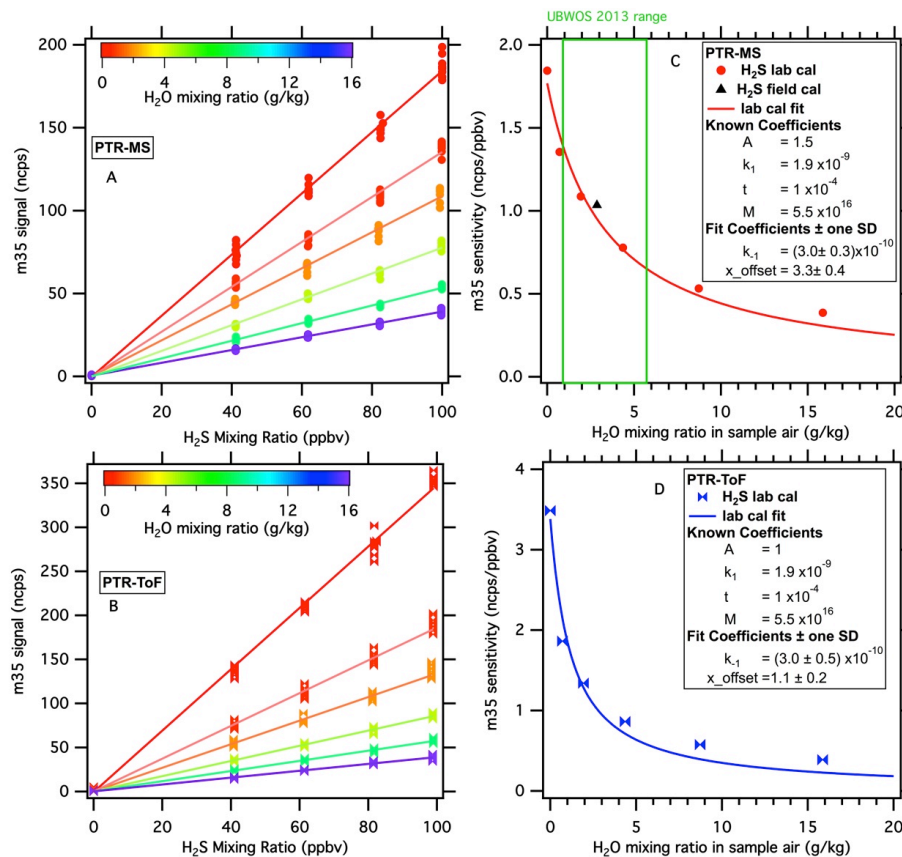 UBWOS 2013 range
200
150
100
50
0
m35 signal (ncps)
0 4 8 12 16
H₂O mixing ratio (g/kg)
PTR-MS
A
0 20 40 60 80 100
H₂S Mixing Ratio (ppbv)
2.0
1.5
1.0
0.5
0.0
m35 sensitivity (ncps/ppbv)
C
PTR-MS
H₂S lab cal
H₂S field cal
lab cal fit
Known Coefficients
A = 1.5
k₁ = 1.9 x10⁻⁹
t = 1 x10⁻⁴
M = 5.5 x10¹⁶
Fit Coefficients ± one SD
k₋₁ = (3.0± 0.3)x10⁻¹⁰
x_offset = 3.3± 0.4
0 5 10 15 20
H₂O mixing ratio in sample air (g/kg)
350
300
250
200
150
100
50
0
m35 signal (ncps)
0 4 8 12 16
H₂O mixing ratio (g/kg)
PTR-ToF
B
0 20 40 60 80 100
H₂S Mixing Ratio (ppbv)
4
3
2
1
0
m35 sensitivity (ncps/ppbv)
D
PTR-ToF
H₂S lab cal
lab cal fit
Known Coefficients
A = 1
k₁ = 1.9 x10⁻⁹
t = 1 x10⁻⁴
M = 5.5 x10¹⁶
Fit Coefficients ± one SD
k₋₁ = (3.0 ± 0.5) x10⁻¹⁰
x_offset =1.1 ± 0.2
0 5 10 15 20
H₂O mixing ratio in sample air (g/kg)